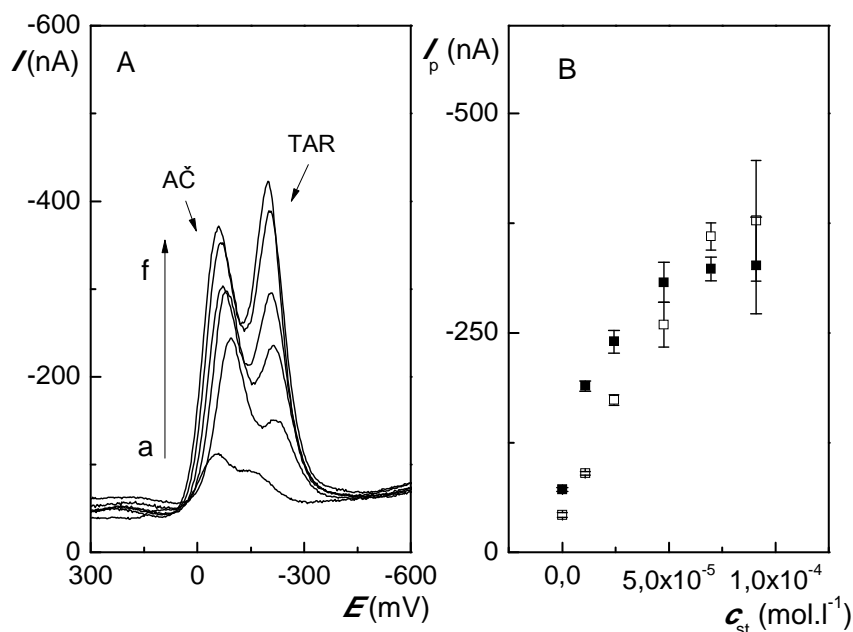 -600
I (nA)
A
-400
-200
0
AČ
TAR
f
a
300 0 -300 -600
E (mV)
Iₚ (nA)
B
-500
-250
0
0,0 5,0x10⁻⁵ 1,0x10⁻⁴
c_st (mol.l⁻¹)